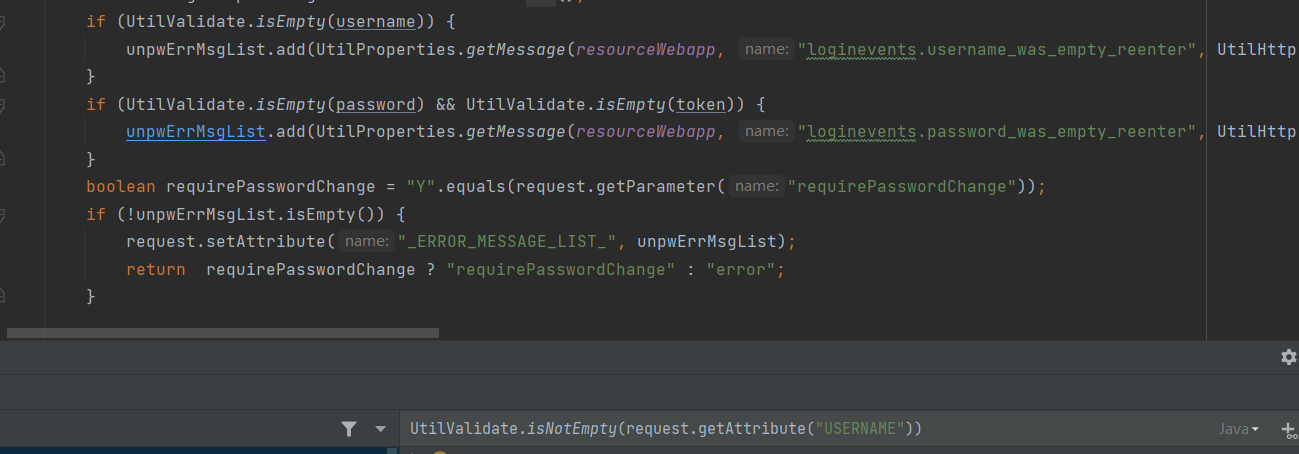 ();
if (UtilValidate.isEmpty(username)) {
unpwErrMsgList.add(UtilProperties.getMessage(resourceWebapp, name: "loginevents.username_was_empty_reenter", UtilHttp
}
if (UtilValidate.isEmpty(password) && UtilValidate.isEmpty(token)) {
unpwErrMsgList.add(UtilProperties.getMessage(resourceWebapp, name: "loginevents.password_was_empty_reenter", UtilHttp
}
boolean requirePasswordChange = "Y".equals(request.getParameter( name: "requirePasswordChange"));
if (!unpwErrMsgList.isEmpty()) {
request.setAttribute( name: "_ERROR_MESSAGE_LIST_", unpwErrMsgList);
return  requirePasswordChange ? "requirePasswordChange" : "error";
}
UtilValidate.isNotEmpty(request.getAttribute("USERNAME")) Java